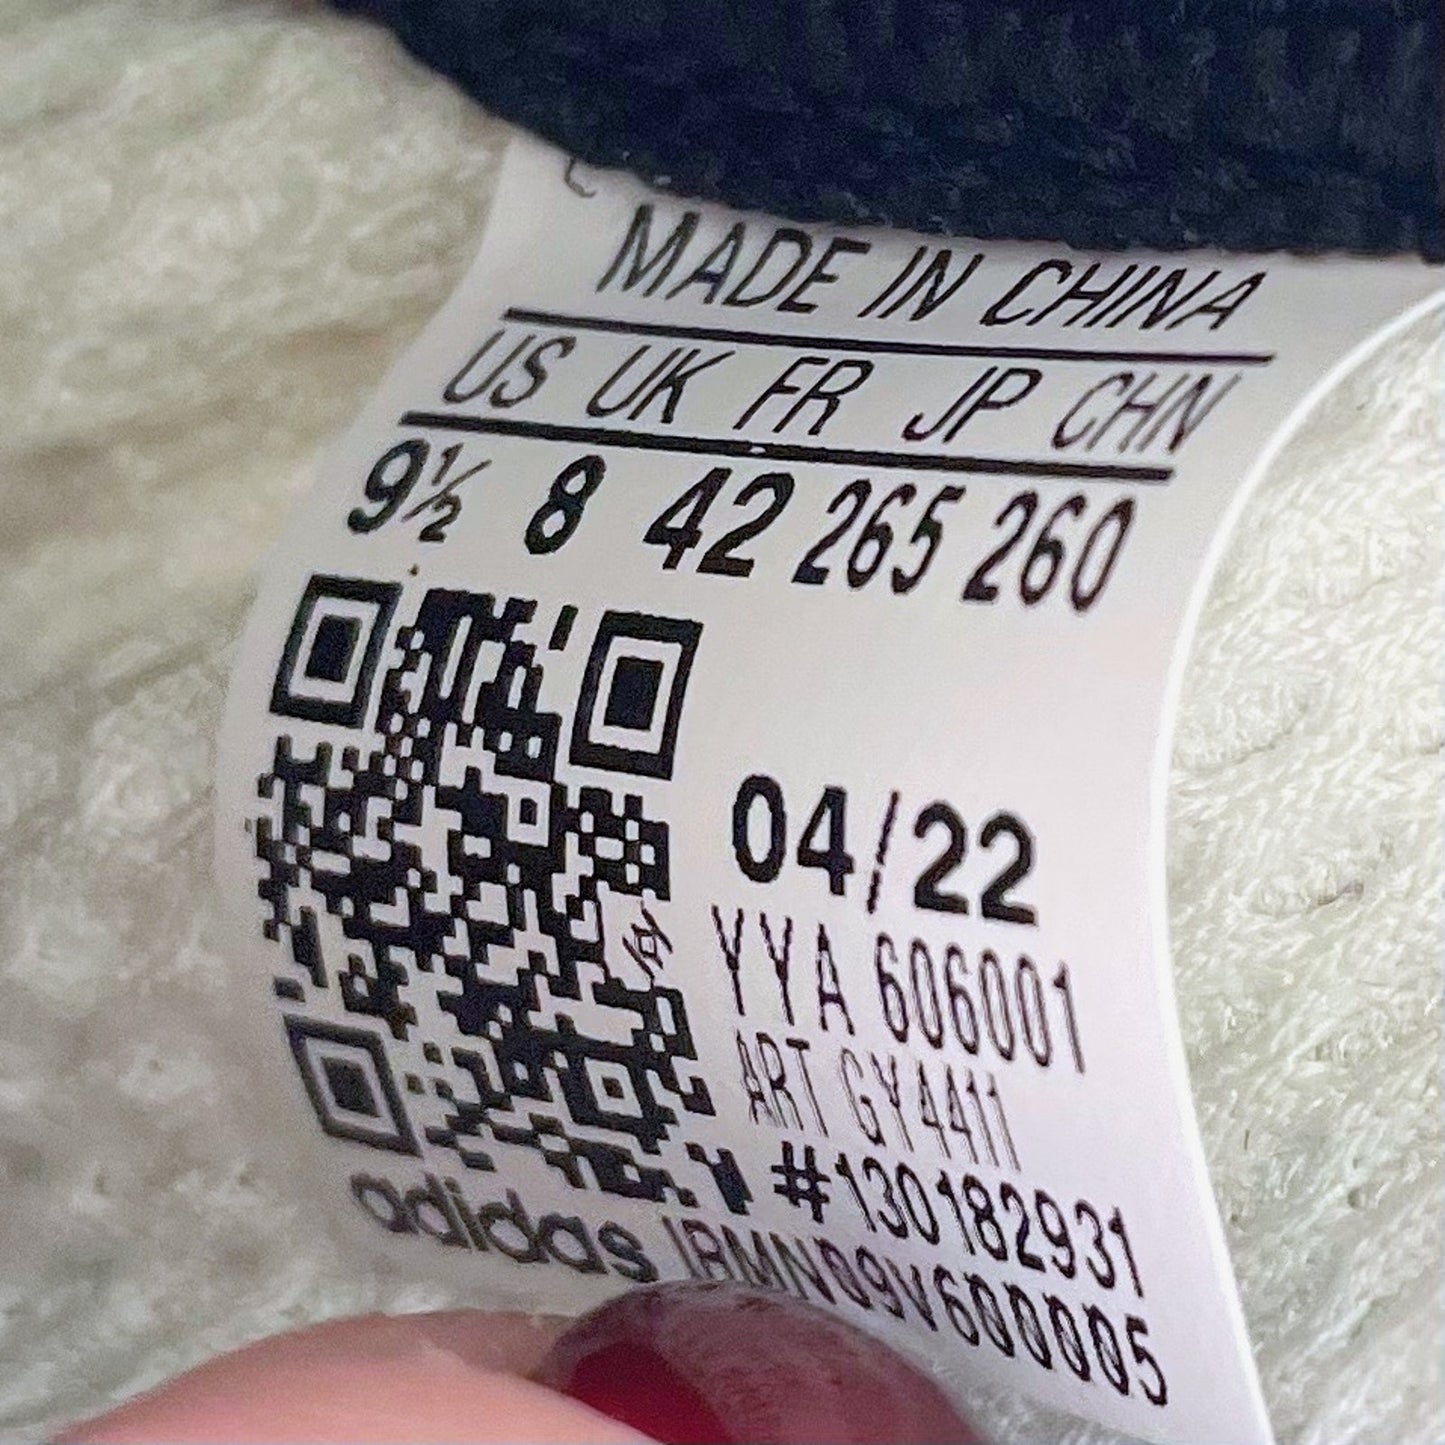 MADE IN CHINA
US UK FR JP CHN
9½ 8 42 265 260
04/22
YYA 606001
ART GY4411
#130182931
adidas